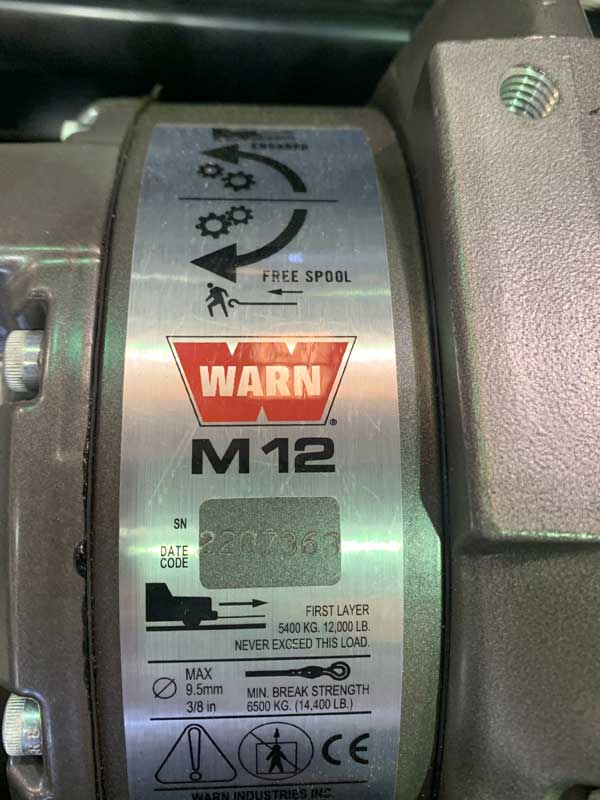 ENGAGED
FREE SPOOL
WARN
®
M12
SN
DATE
CODE
2207363
FIRST LAYER
5400 KG. 12,000 LB.
NEVER EXCEED THIS LOAD.
MAX
9.5mm
3/8 in
MIN. BREAK STRENGTH
6500 KG. (14,400 LB.)
CE
WARN INDUSTRIES INC.